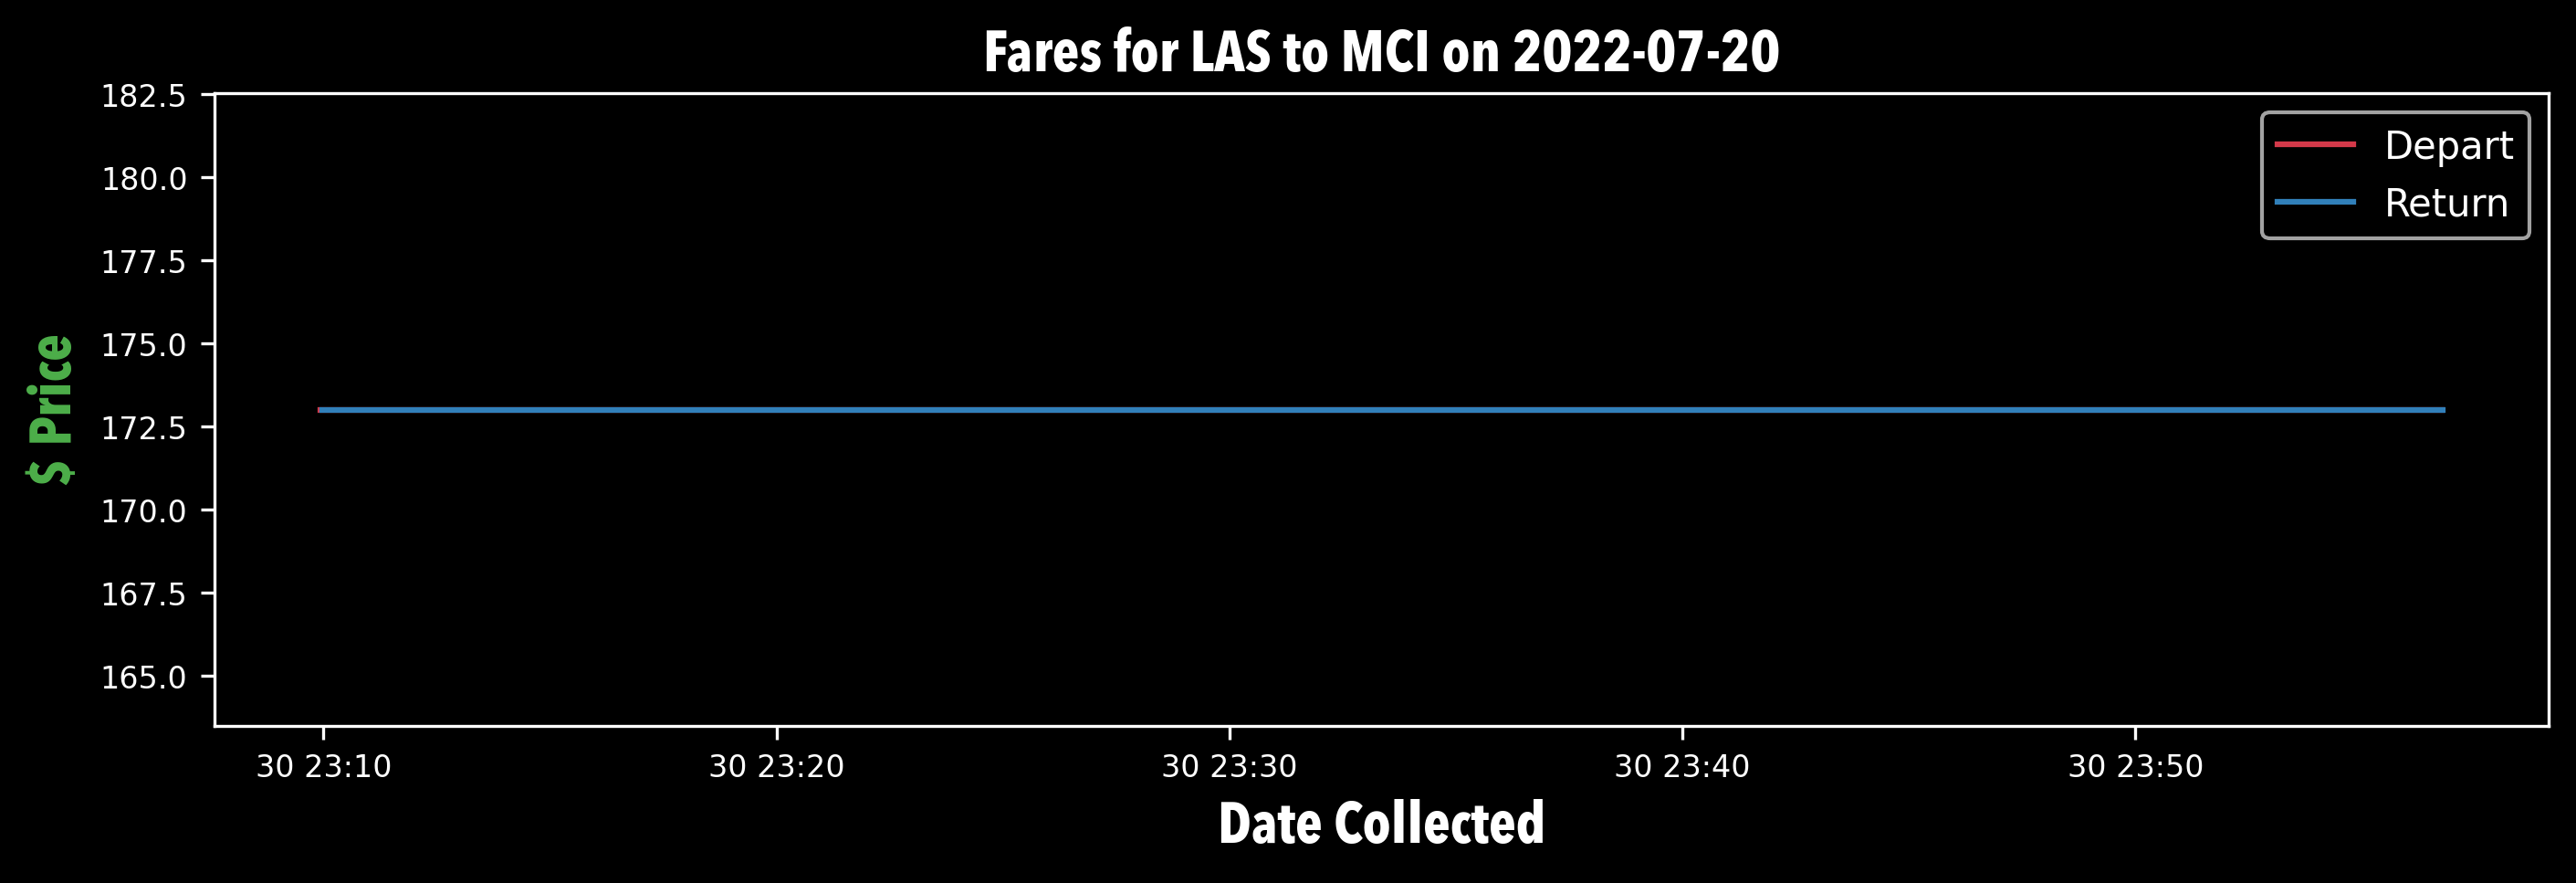 Fares for LAS to MCI on 2022-07-20
182.5
180.0
177.5
175.0
172.5
170.0
167.5
165.0
$ Price
Depart
Return
30 23:10
30 23:20
30 23:30
30 23:40
30 23:50
Date Collected